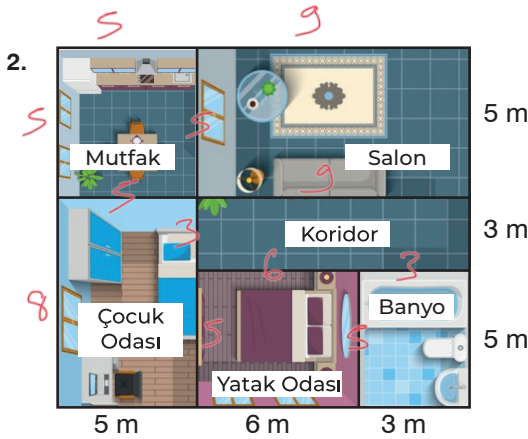 5 9
2.
5 5 5 m
Mutfak Salon
5 9
3 Koridor 3 m
6 3
8 Çocuk Odası 5 5 Banyo 5 m
Yatak Odası
5 m 6 m 3 m